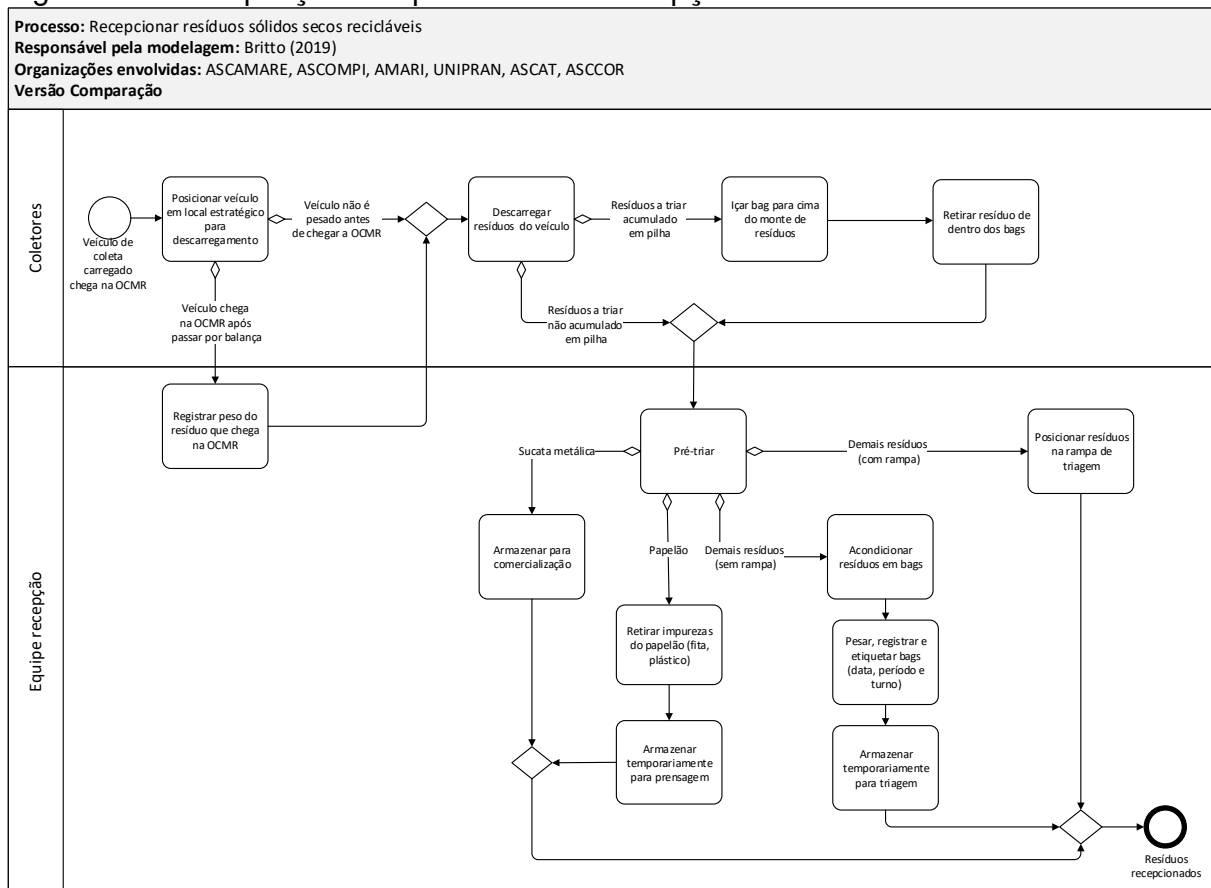 Processo: Recepcionar resíduos sólidos secos recicláveis
Responsável pela modelagem: Britto (2019)
Organizações envolvidas: ASCAMARE, ASCOMPI, AMARI, UNIPRAN, ASCAT, ASCCOR
Versão Comparação
Coletores
Veículo de
coleta
carregado
chega na OCMR
Posicionar veículo
em local estratégico
para
descarregamento
Veículo não é
pesado antes
de chegar a OCMR
Descarregar
resíduos do veículo
Resíduos a triar
acumulado
em pilha
Içar bag para cima
do monte de
resíduos
Retirar resíduo de
dentro dos bags
Veículo chega
na OCMR após
passar por balança
Resíduos a triar
não acumulado
em pilha
Equipe recepção
Registrar peso do
resíduo que chega
na OCMR
Sucata metálica
Pré-triar
Demais resíduos
(com rampa)
Posicionar resíduos
na rampa de
triagem
Armazenar para
comercialização
Papelão
Demais resíduos
(sem rampa)
Acondicionar
resíduos em bags
Retirar impurezas
do papelão (fita,
plástico)
Pesar, registrar e
etiquetar bags
(data, período e
turno)
Armazenar
temporariamente
para prensagem
Armazenar
temporariamente
para triagem
Resíduos
recepcionados